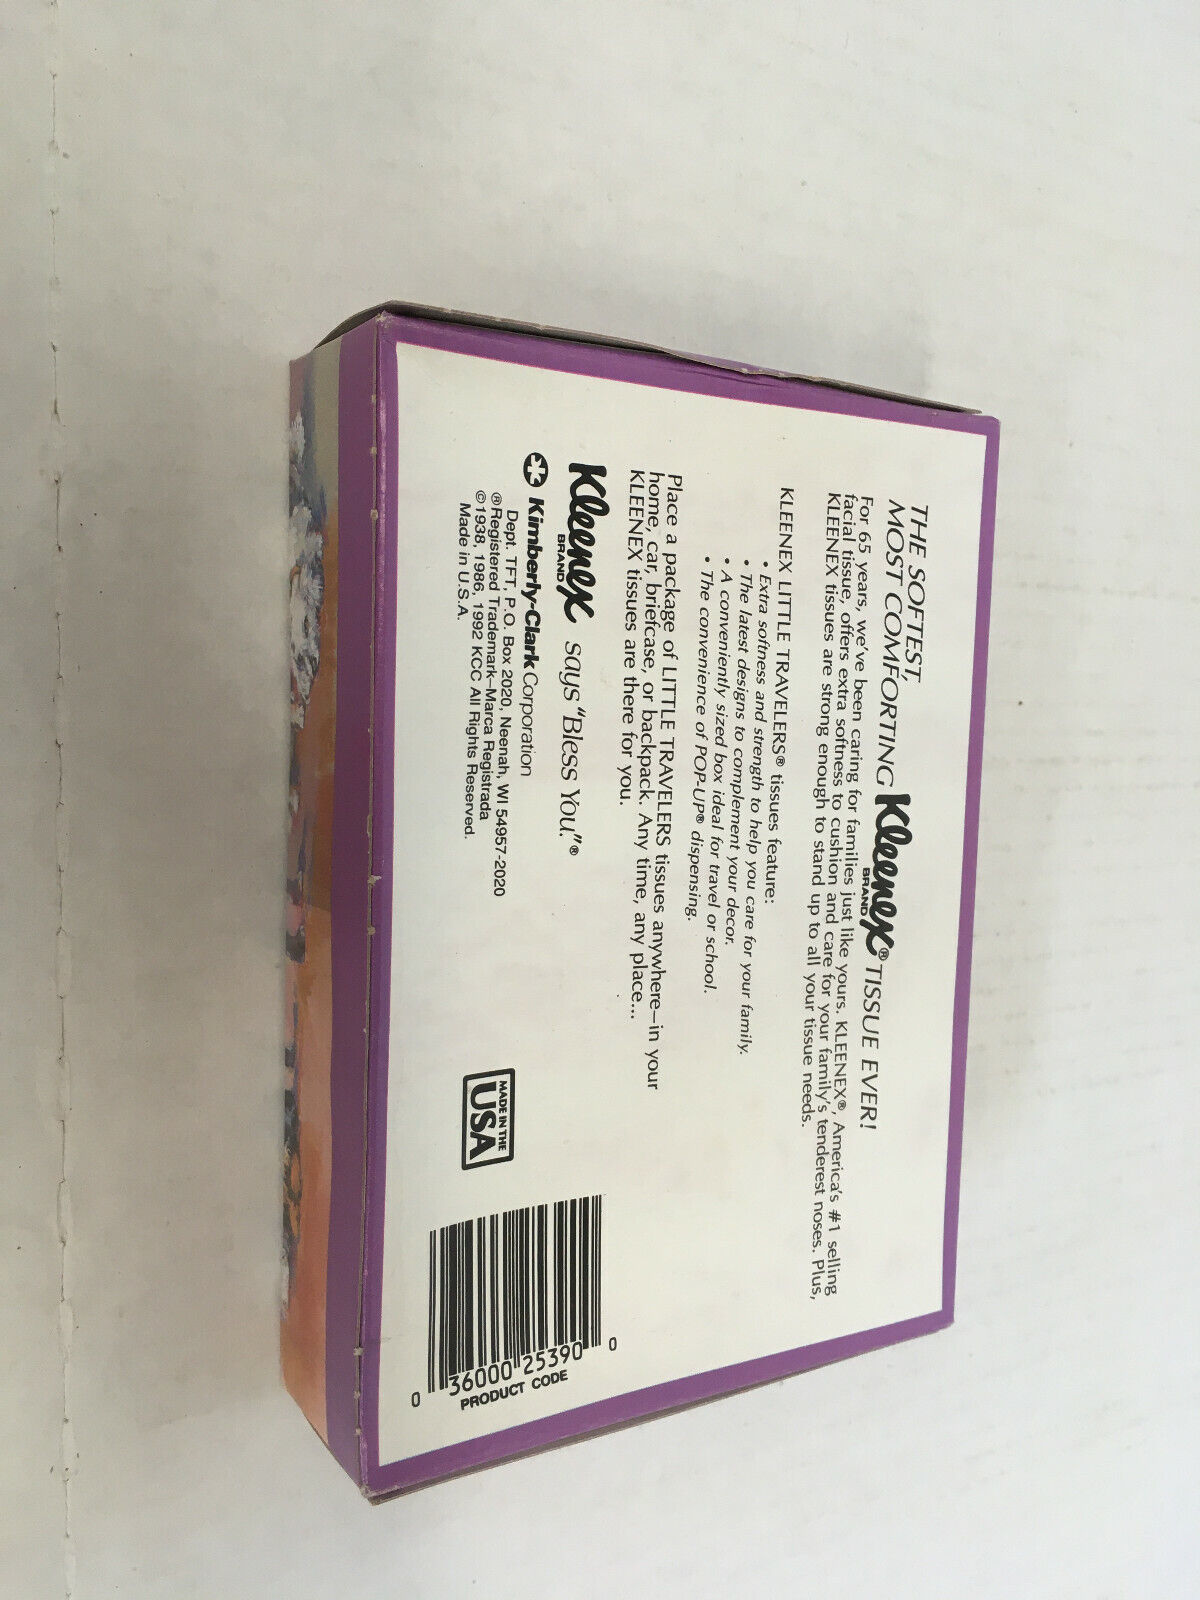 THE SOFTEST,
MOST COMFORTING Kleenex® TISSUE EVER!
BRAND
For 65 years, we've been caring for families just like yours. KLEENEX®, America's #1 selling
facial tissue, offers extra softness to cushion and care for your family's tenderest noses. Plus,
KLEENEX tissues are strong enough to stand up to all your tissue needs.
KLEENEX LITTLE TRAVELERS® tissues feature:
• Extra softness and strength to help you care for your family.
• The latest designs to complement your decor.
• A conveniently sized box ideal for travel or school.
• The convenience of POP-UP® dispensing.
Place a package of LITTLE TRAVELERS tissues anywhere—in your
home, car, briefcase, or backpack. Any time, any place...
KLEENEX tissues are there for you.
Kleenex says "Bless You."®
BRAND
Kimberly-Clark Corporation
Dept. TFT, P.O. Box 2020, Neenah, WI 54957-2020
®Registered Trademark—Marca Registrada
©1938, 1986, 1992 KCC All Rights Reserved.
Made in U.S.A.
MADE IN THE
USA
0 36000 25390 0
PRODUCT CODE